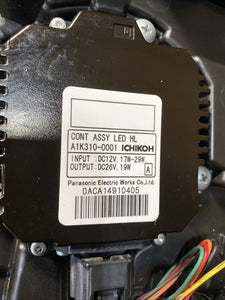 CONT ASSY LED HL
A1K310-0001 ICHIKOH
INPUT :DC12V, 17W-29W
OUTPUT:DC26V, 19W A
Panasonic Electric Works Co.,Ltd.
DACA14910405